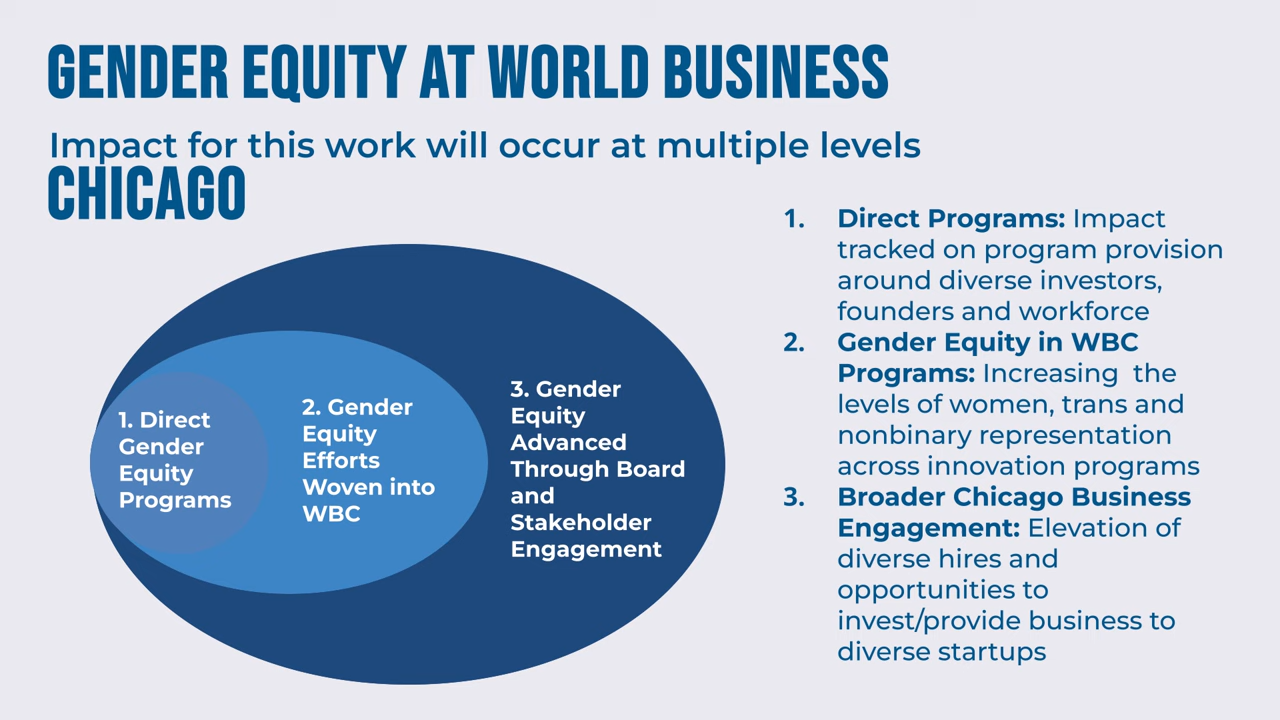 GENDER EQUITY AT WORLD BUSINESS
CHICAGO
Impact for this work will occur at multiple levels
1. Direct
Gender
Equity
Programs
2. Gender
Equity
Efforts
Woven into
WBC
3. Gender
Equity
Advanced
Through Board
and
Stakeholder
Engagement
1. Direct Programs: Impact
tracked on program provision
around diverse investors,
founders and workforce
2. Gender Equity in WBC
Programs: Increasing  the
levels of women, trans and
nonbinary representation
across innovation programs
3. Broader Chicago Business
Engagement: Elevation of
diverse hires and
opportunities to
invest/provide business to
diverse startups